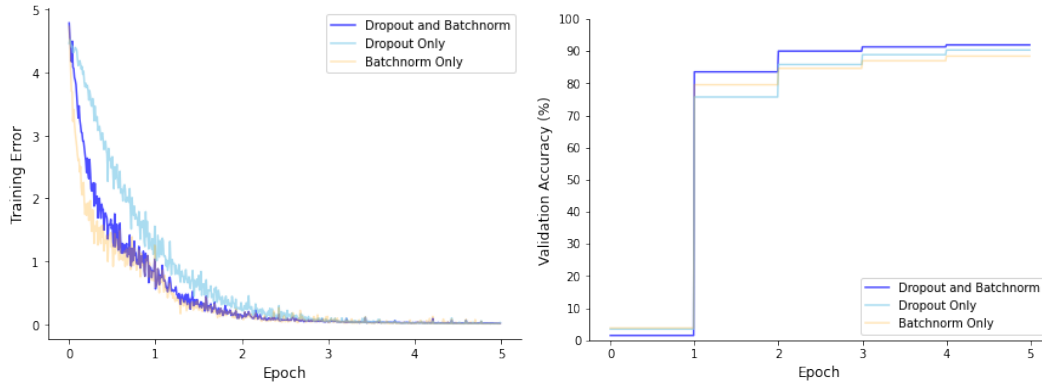 5
4
3
2
1
0
Training Error
0
1
2
3
4
5
Epoch
Dropout and Batchnorm
Dropout Only
Batchnorm Only
100
90
80
70
60
50
40
30
20
10
0
Validation Accuracy (%)
0
1
2
3
4
5
Epoch
Dropout and Batchnorm
Dropout Only
Batchnorm Only